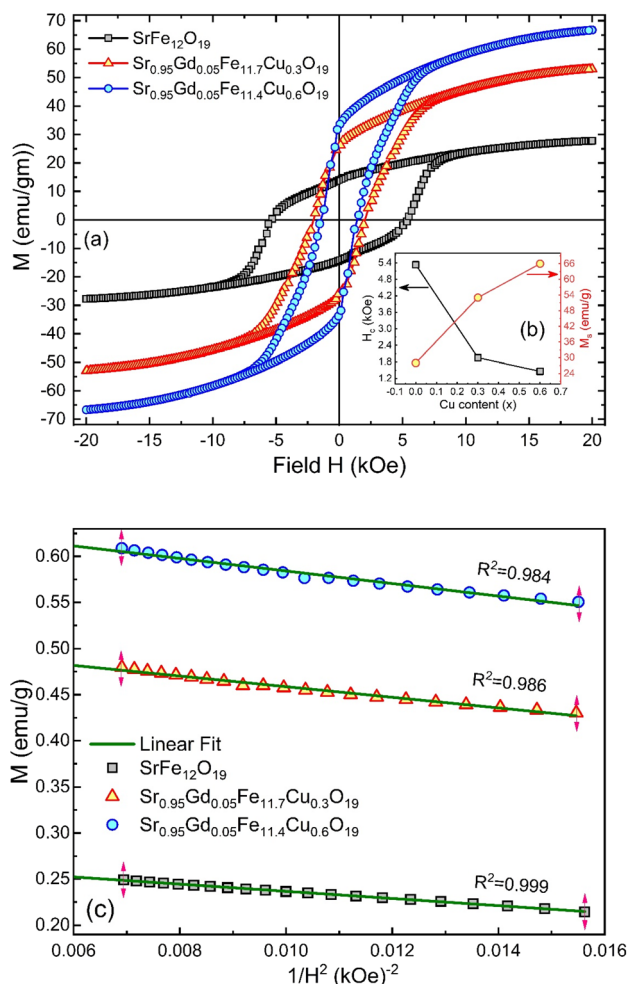 70
60
50
40
30
20
10
0
-10
-20
-30
-40
-50
-60
-70
M (emu/gm))
SrFe₁₂O₁₉
Sr₀.₉₅Gd₀.₀₅Fe₁₁.₇Cu₀.₃O₁₉
Sr₀.₉₅Gd₀.₀₅Fe₁₁.₄Cu₀.₆O₁₉
(a)
5.4
4.8
4.2
3.6
3.0
2.4
1.8
1.2
H_c (kOe)
(b)
66
60
54
48
42
36
30
24
M_s (emu/g)
-0.1 0.0 0.1 0.2 0.3 0.4 0.5 0.6 0.7
Cu content (x)
-20 -15 -10 -5 0 5 10 15 20
Field H (kOe)
0.60
0.55
0.50
0.45
0.40
0.35
0.30
0.25
0.20
M (emu/g)
R²=0.984
R²=0.986
Linear Fit
SrFe₁₂O₁₉
Sr₀.₉₅Gd₀.₀₅Fe₁₁.₇Cu₀.₃O₁₉
Sr₀.₉₅Gd₀.₀₅Fe₁₁.₄Cu₀.₆O₁₉
R²=0.999
(c)
0.006 0.008 0.010 0.012 0.014 0.016
1/H² (kOe)⁻²